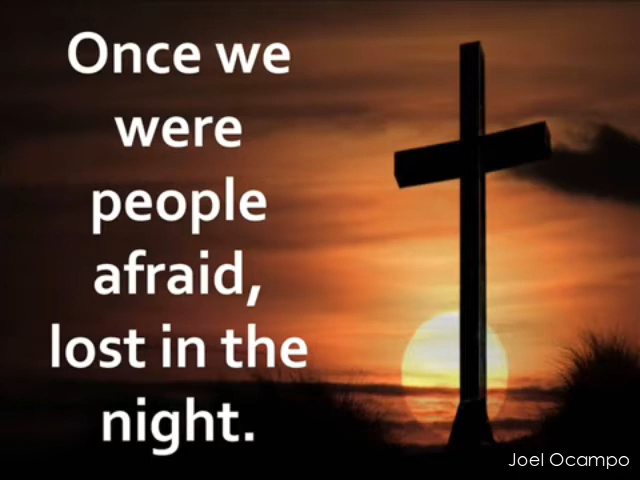 Once we
were
people
afraid,
lost in the
night.
Joel Ocampo